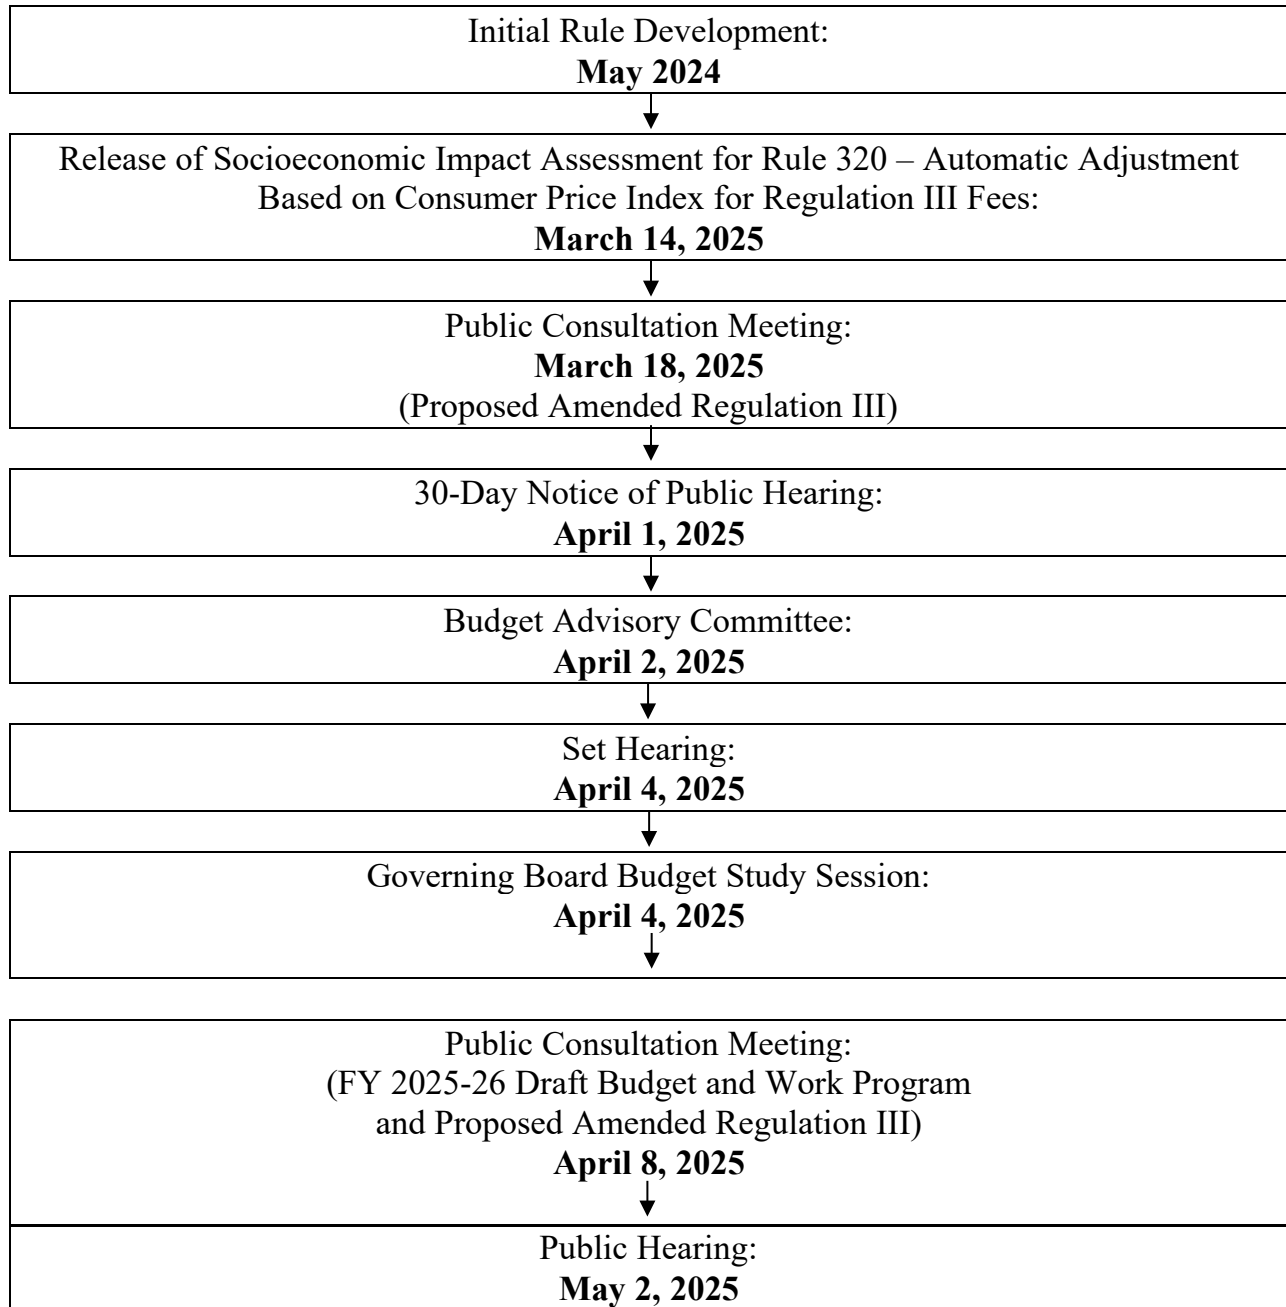 Initial Rule Development:
May 2024
Release of Socioeconomic Impact Assessment for Rule 320 – Automatic Adjustment
Based on Consumer Price Index for Regulation III Fees:
March 14, 2025
Public Consultation Meeting:
March 18, 2025
(Proposed Amended Regulation III)
30-Day Notice of Public Hearing:
April 1, 2025
Budget Advisory Committee:
April 2, 2025
Set Hearing:
April 4, 2025
Governing Board Budget Study Session:
April 4, 2025
Public Consultation Meeting:
(FY 2025-26 Draft Budget and Work Program
and Proposed Amended Regulation III)
April 8, 2025
Public Hearing:
May 2, 2025